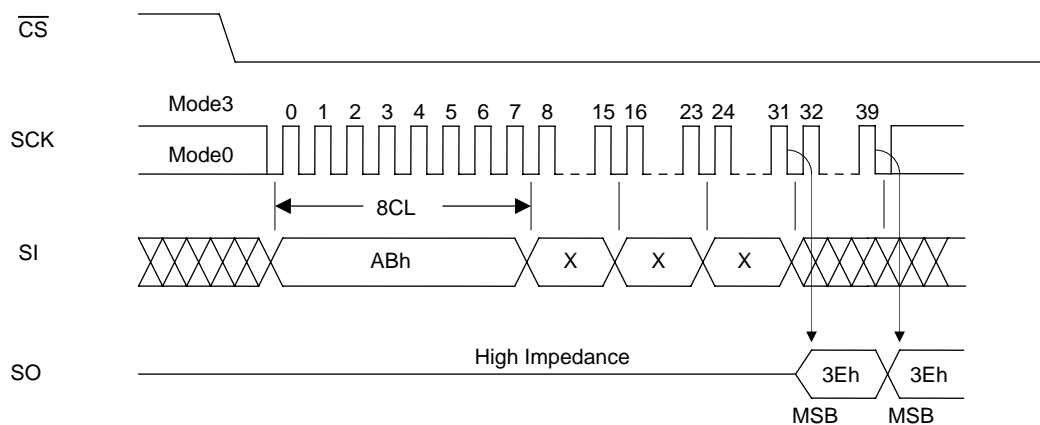 CS
Mode3
0 1 2 3 4 5 6 7 8 15 16 23 24 31 32 39
SCK
Mode0
8CL
SI
ABh X X X
High Impedance
SO
3Eh 3Eh
MSB MSB